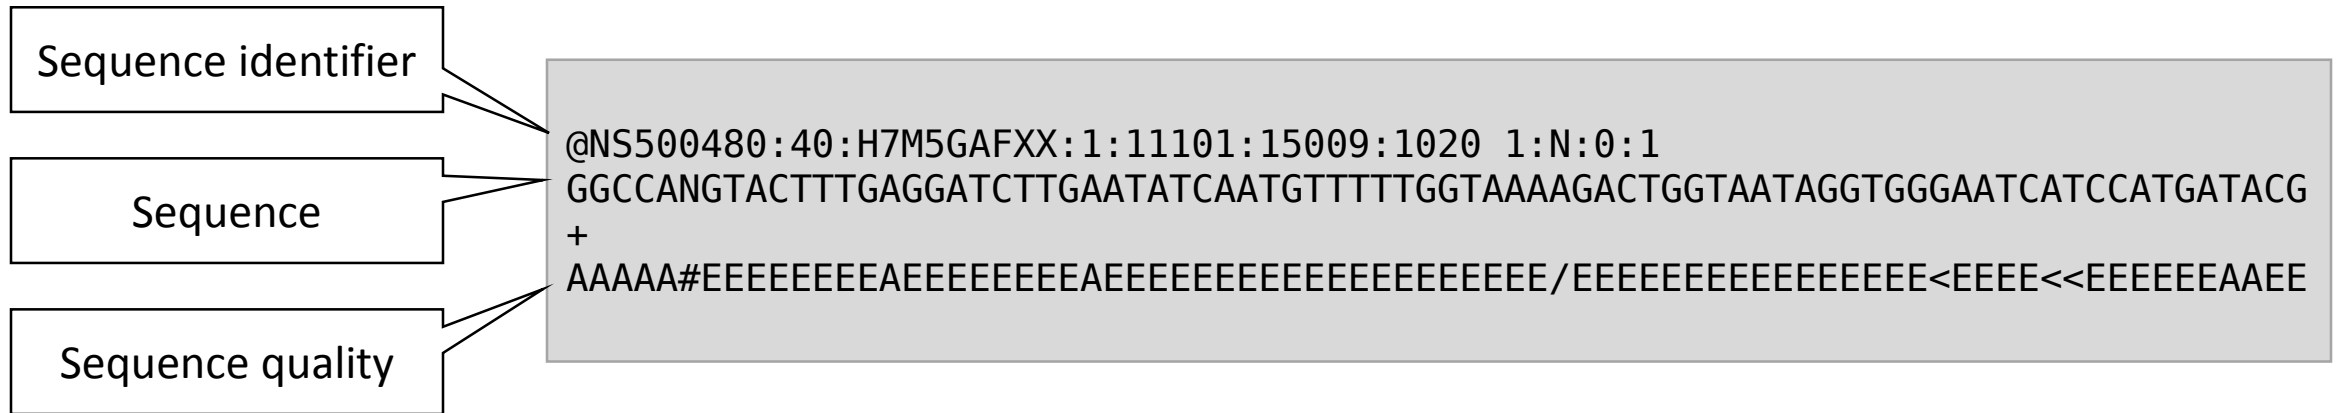 Sequence identifier
@NS500480:40:H7M5GAFXX:1:11101:15009:1020 1:N:0:1
Sequence
GGCCANGTACTTTGAGGATCTTGAATATCAATGTTTTTGGTAAAAGACTGGTAATAGGTGGGAATCATCCATGATACG
+
Sequence quality
AAAAA#EEEEEEEEAEEEEEEEEAEEEEEEEEEEEEEEEEEEEE/EEEEEEEEEEEEEEEE<EEEE<<EEEEEEAAEE